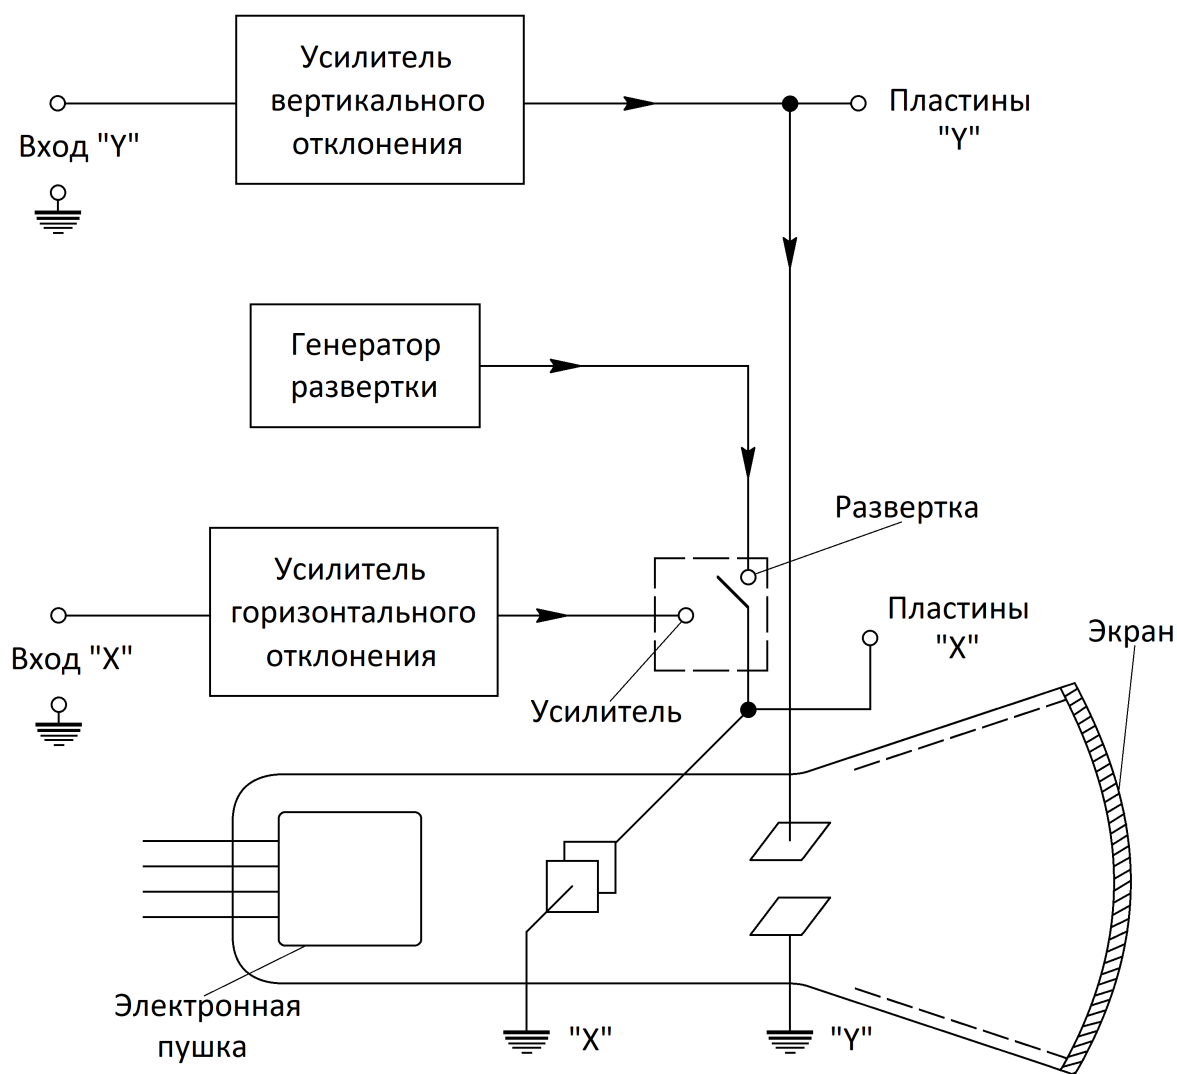 Усилитель
вертикального
отклонения
Вход "Y"
Пластины
"Y"
Генератор
развертки
Развертка
Усилитель
горизонтального
отклонения
Вход "X"
Усилитель
Пластины
"X"
Экран
Электронная
пушка
"X"
"Y"